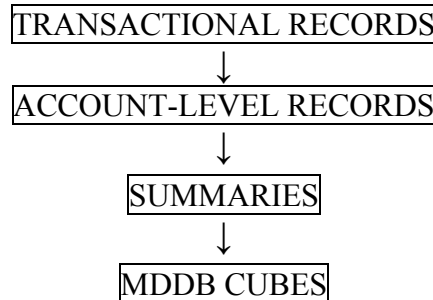 TRANSACTIONAL RECORDS
ACCOUNT-LEVEL RECORDS
SUMMARIES
MDDB CUBES